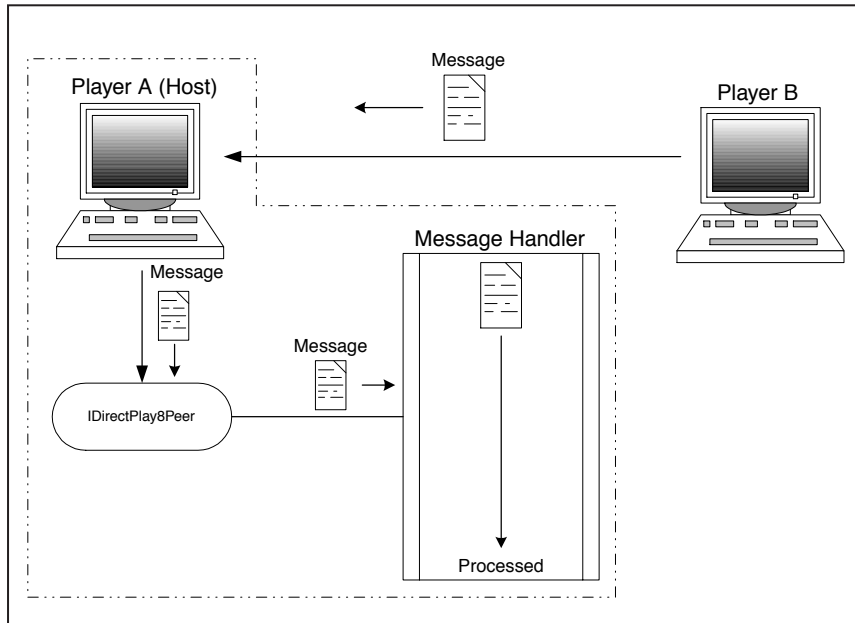 Message
Player A (Host)
Player B
Message Handler
Message
Message
IDirectPlay8Peer
Processed